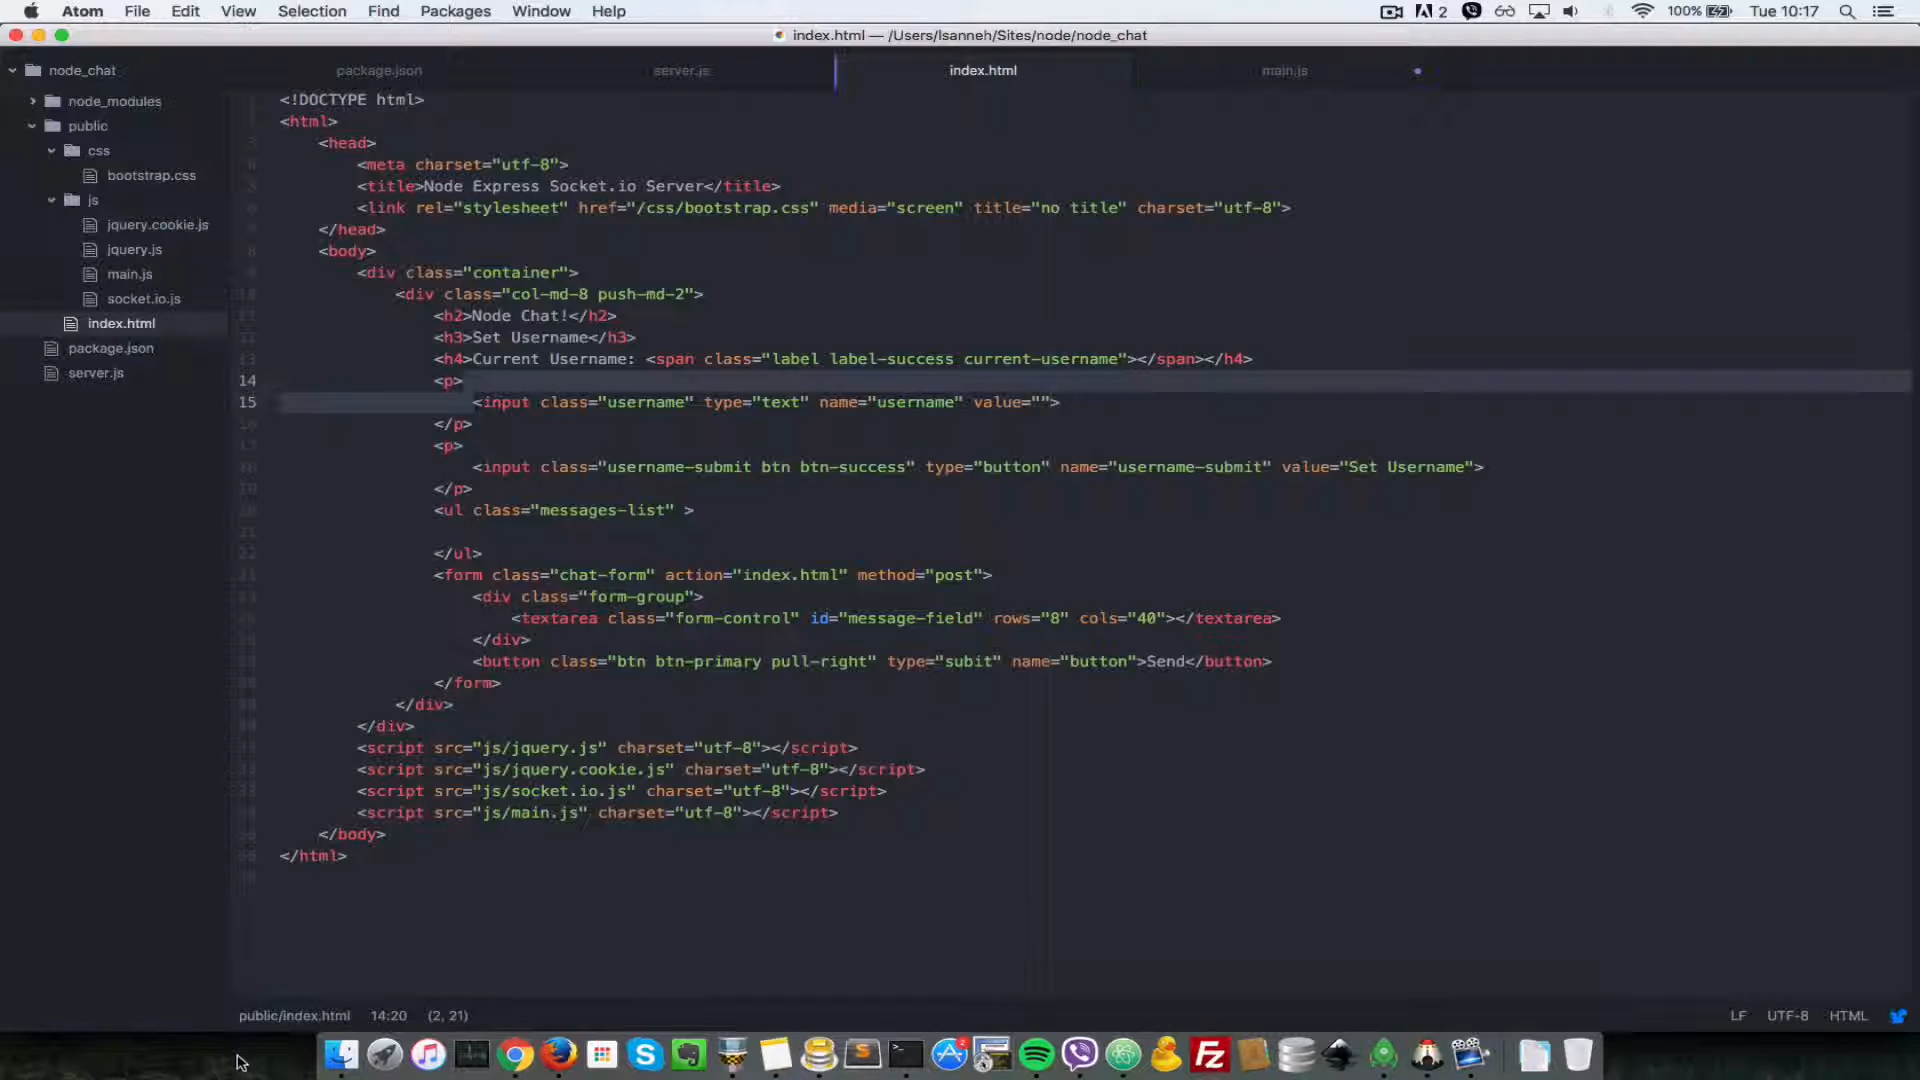 Atom File Edit View Selection Find Packages Window Help 2 100% Tue 10:17
index.html — /Users/lsanneh/Sites/node/node_chat
node_chat package.json server.js index.html main.js
node_modules
public
css
bootstrap.css
js
jquery.cookie.js
jquery.js
main.js
socket.io.js
index.html
package.json
server.js
<!DOCTYPE html>
<html>
<head>
<meta charset="utf-8">
<title>Node Express Socket.io Server</title>
<link rel="stylesheet" href="/css/bootstrap.css" media="screen" title="no title" charset="utf-8">
</head>
<body>
<div class="container">
<div class="col-md-8 push-md-2">
<h2>Node Chat!</h2>
<h3>Set Username</h3>
<h4>Current Username: <span class="label label-success current-username"></span></h4>
14 <p>
15 <input class="username" type="text" name="username" value="">
</p>
<p>
<input class="username-submit btn btn-success" type="button" name="username-submit" value="Set Username">
</p>
<ul class="messages-list" >
</ul>
<form class="chat-form" action="index.html" method="post">
<div class="form-group">
<textarea class="form-control" id="message-field" rows="8" cols="40"></textarea>
</div>
<button class="btn btn-primary pull-right" type="subit" name="button">Send</button>
</form>
</div>
</div>
<script src="js/jquery.js" charset="utf-8"></script>
<script src="js/jquery.cookie.js" charset="utf-8"></script>
<script src="js/socket.io.js" charset="utf-8"></script>
<script src="js/main.js" charset="utf-8"></script>
</body>
</html>
public/index.html 14:20 (2, 21) LF UTF-8 HTML